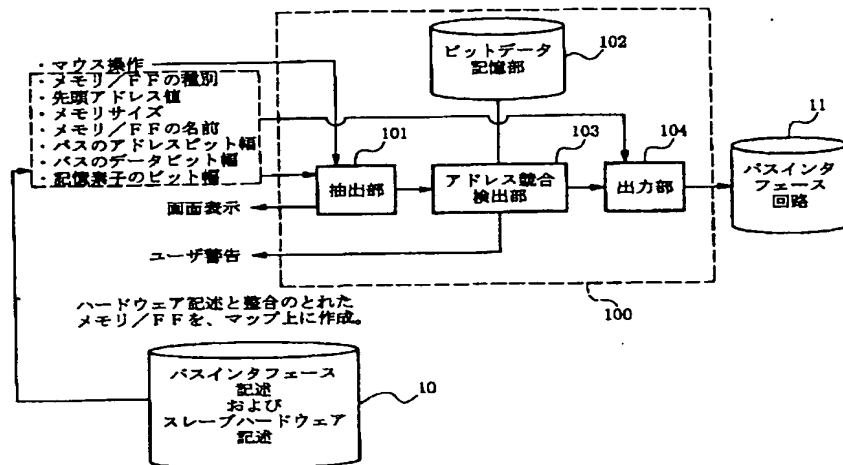 ・マウス操作
・メモリ／FFの種別
・先頭アドレス値
・メモリサイズ
・メモリ／FFの名前
・バスのアドレスビット幅
・バスのデータビット幅
・記憶素子のビット幅
画面表示
ユーザ警告
ビットデータ
記憶部
102
101
抽出部
103
アドレス競合
検出部
104
出力部
11
バスインタ
フェース
回路
100
ハードウェア記述と整合のとれた
メモリ／FFを、マップ上に作成。
バスインタフェース
記述
および
スレーブハードウェア
記述
10